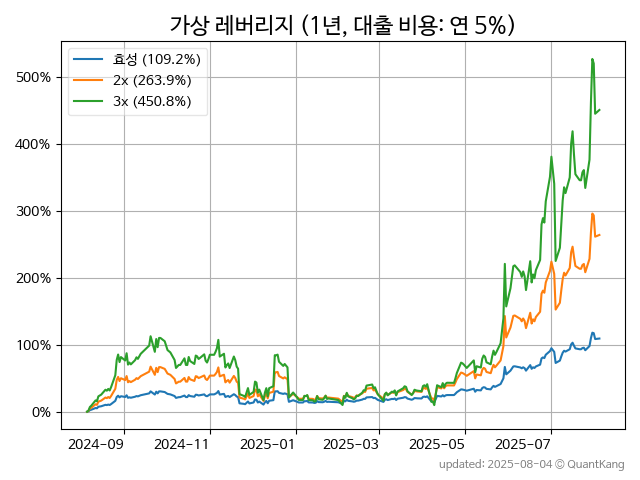 가상 레버리지 (1년, 대출 비용: 연 5%)
효성 (109.2%)
2x (263.9%)
3x (450.8%)
500%
400%
300%
200%
100%
0%
2024-09 2024-11 2025-01 2025-03 2025-05 2025-07
updated: 2025-08-04 © QuantKang